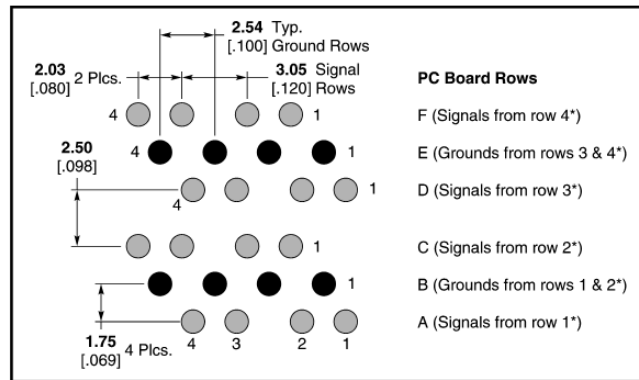 2.54 Typ.
[.100] Ground Rows
2.03 2 Plcs.
[.080]
3.05 Signal
[.120] Rows
PC Board Rows
4 1 F (Signals from row 4*)
2.50
[.098]
4 1 E (Grounds from rows 3 & 4*)
4 1 D (Signals from row 3*)
1 C (Signals from row 2*)
1 B (Grounds from rows 1 & 2*)
A (Signals from row 1*)
1.75 4 Plcs.
[.069]
4 3 2 1